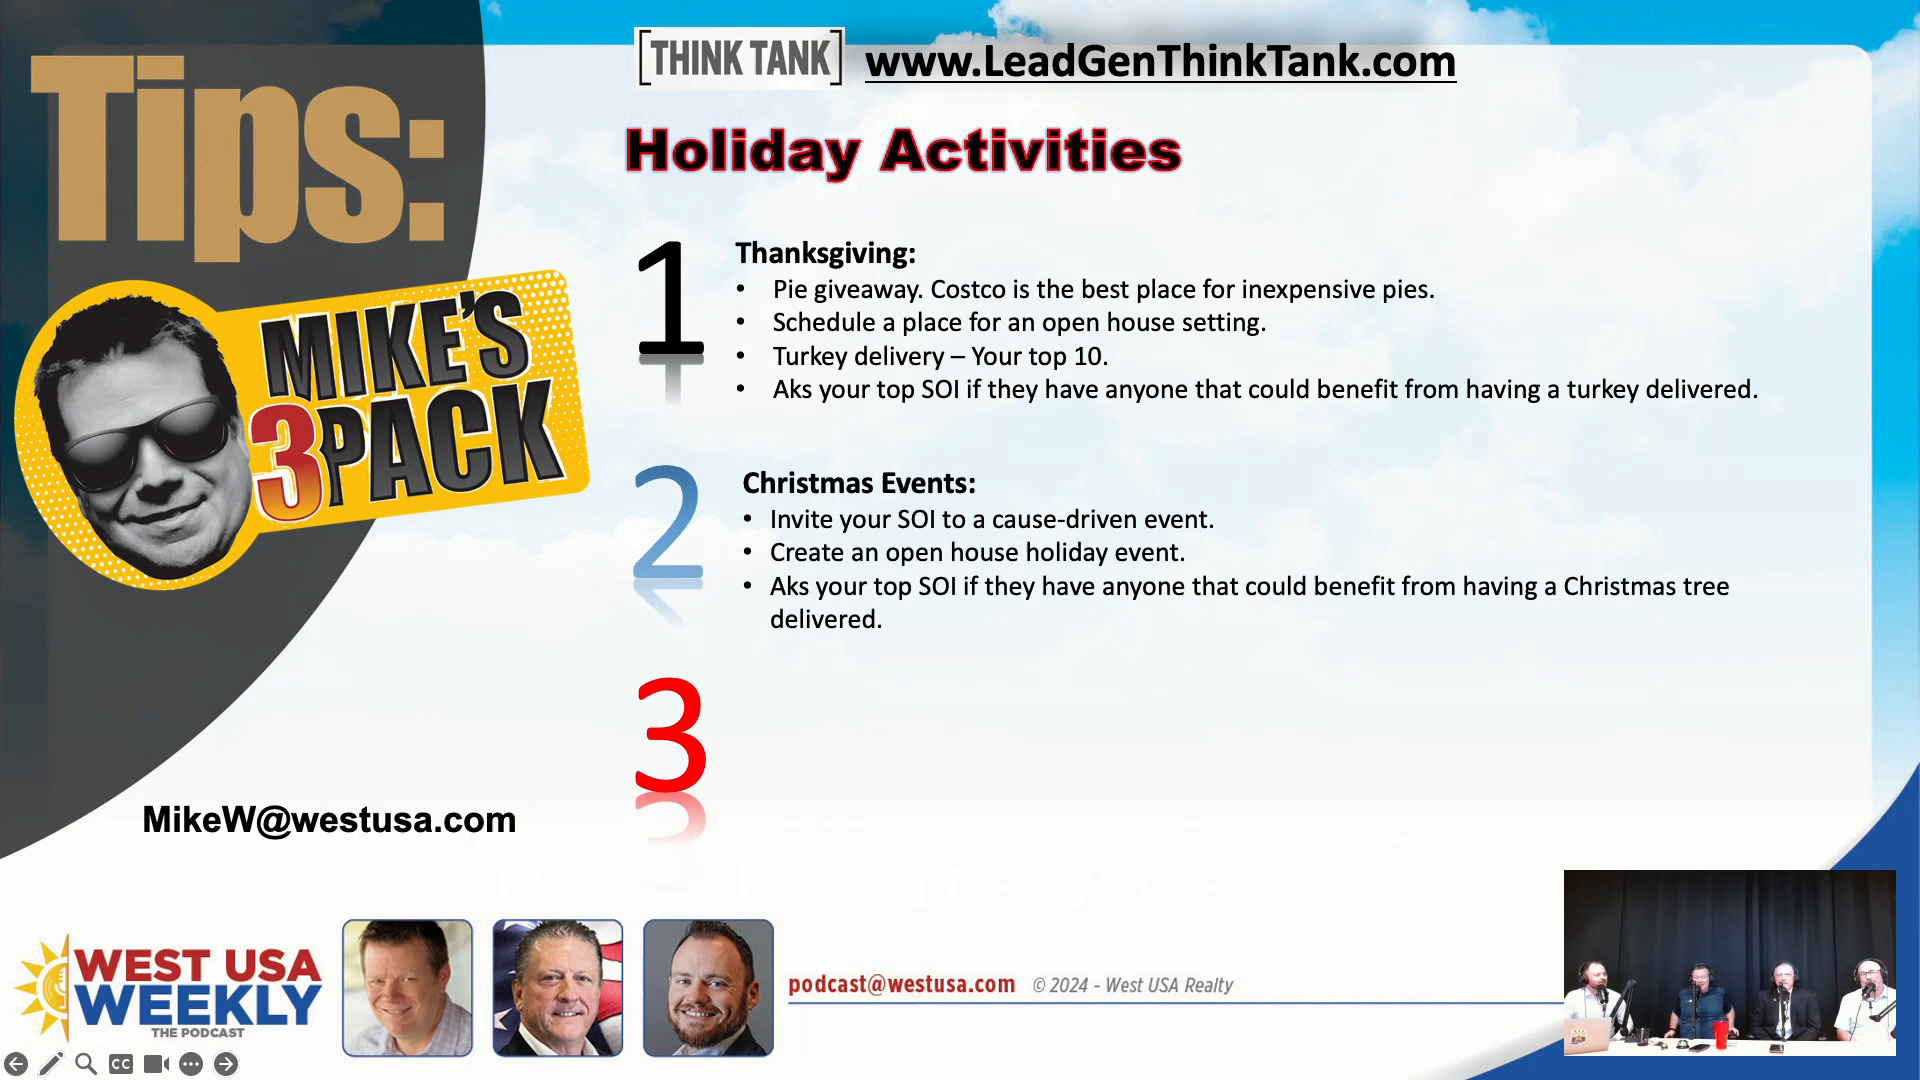 Tips:
MIKE'S
3PACK
[THINK TANK] www.LeadGenThinkTank.com
Holiday Activities
1
Thanksgiving:
• Pie giveaway. Costco is the best place for inexpensive pies.
• Schedule a place for an open house setting.
• Turkey delivery – Your top 10.
• Aks your top SOI if they have anyone that could benefit from having a turkey delivered.
2
Christmas Events:
• Invite your SOI to a cause-driven event.
• Create an open house holiday event.
• Aks your top SOI if they have anyone that could benefit from having a Christmas tree
delivered.
3
MikeW@westusa.com
WEST USA
WEEKLY
THE PODCAST
podcast@westusa.com © 2024 - West USA Realty
CC